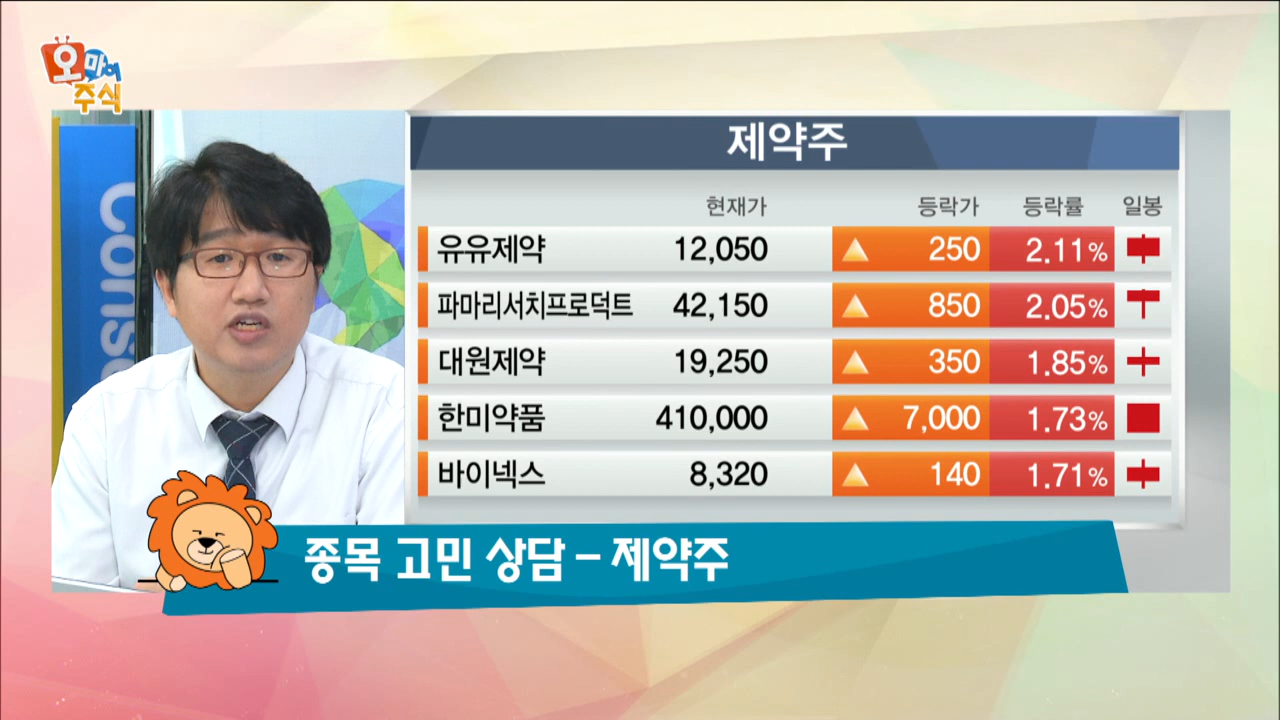 오마이
주식
Conse
제약주
현재가 등락가 등락률 일봉
유유제약 12,050 ▲ 250 2.11%
파마리서치프로덕트 42,150 ▲ 850 2.05%
대원제약 19,250 ▲ 350 1.85%
한미약품 410,000 ▲ 7,000 1.73%
바이넥스 8,320 ▲ 140 1.71%
종목 고민 상담 – 제약주